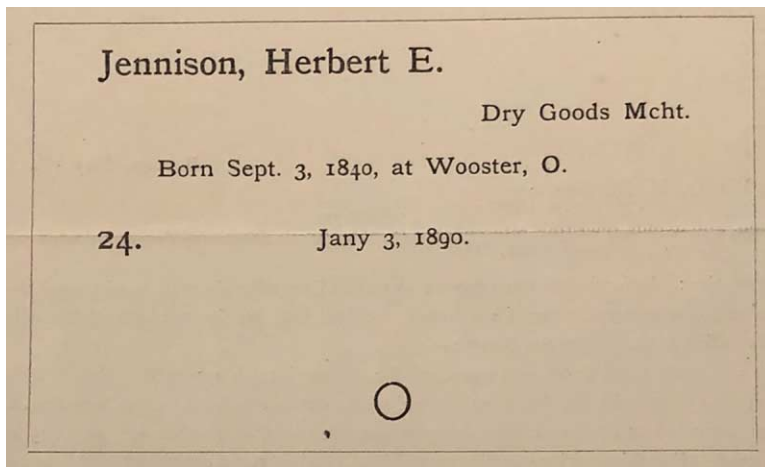 Jennison, Herbert E.
Dry Goods Mcht.
Born Sept. 3, 1840, at Wooster, O.
24. Jany 3, 1890.